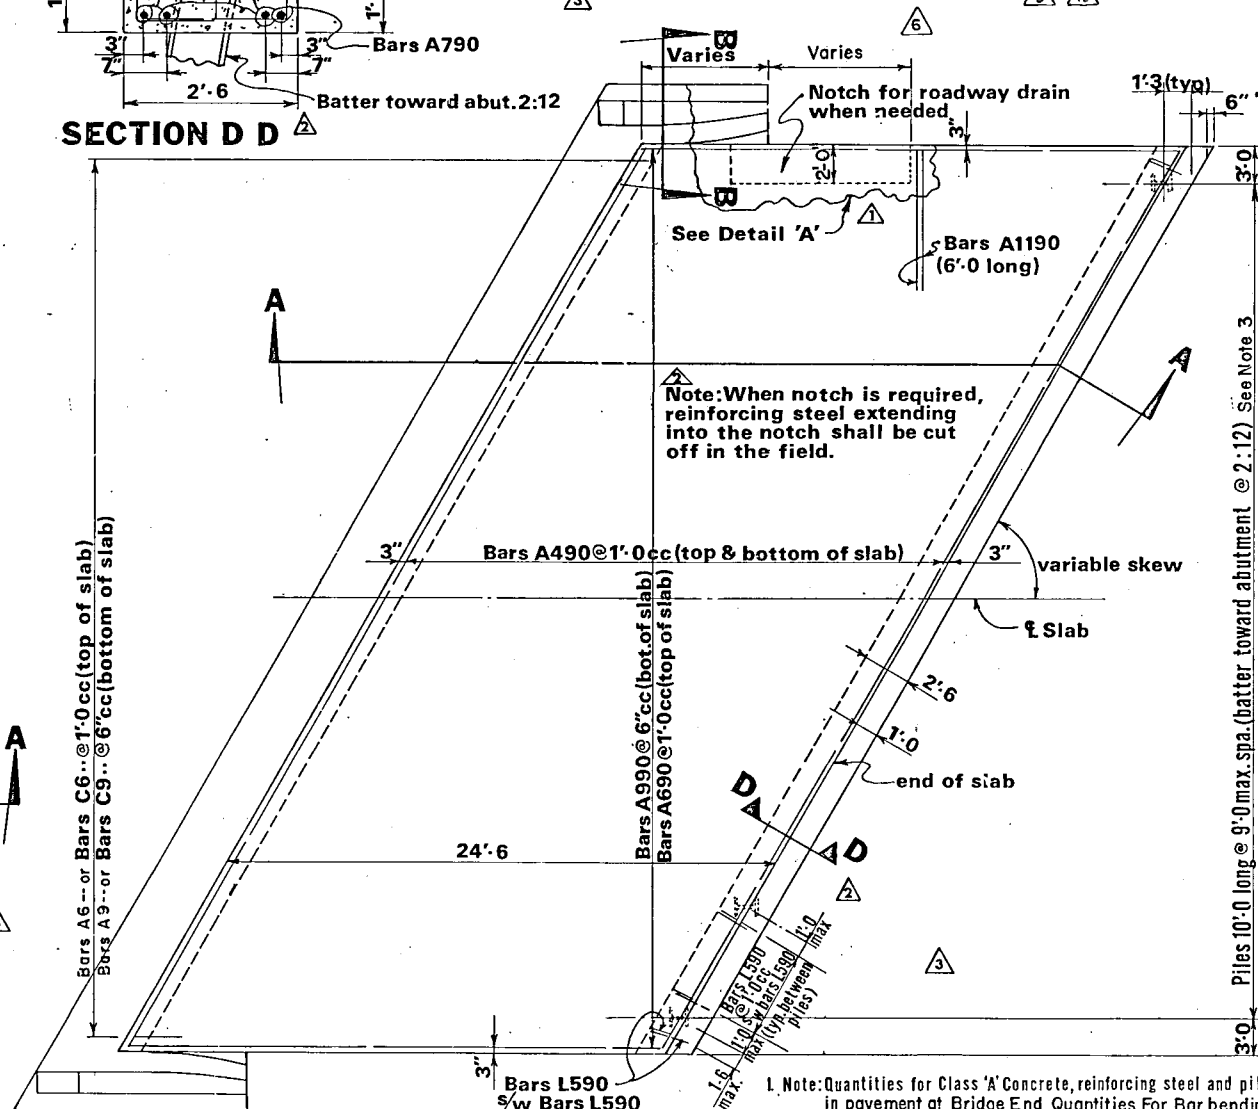 3"
7"
3"
7"
2'·6
Bars A790
Batter toward abut.2:12
SECTION D D
2
6
B
Varies
Varies
Notch for roadway drain
when needed
3"
2'·0"
1'·3(typ)
6"
3'·0
B
See Detail 'A'
1
Bars A1190
(6'·0 long)
A
A
2
Note:When notch is required,
reinforcing steel extending
into the notch shall be cut
off in the field.
Piles 10'·0 long @ 9'·0 max. spa.(batter toward abutment @ 2:12) See Note 3
3"
Bars A490@1'·0cc(top & bottom of slab)
3"
variable skew
℄ Slab
Bars A6-- or Bars C6--@1'·0cc(top of slab)
Bars A9--or Bars C9--@6"cc(bottom of slab)
Bars A990@6"cc(bot.of slab)
Bars A690@1'·0cc(top of slab)
2'·6
1'·0
end of slab
A
D
D
24'·6
2
3
1'·0
max
Bars L590
@1'·0cc
s/w bars L590
(typ. between
piles)
1'·0
max
1·6
max.
3'·0
3"
Bars L590
s/w Bars L590
1. Note:Quantities for Class 'A' Concrete, reinforcing steel and
in pavement at Bridge End Quantities For Bar